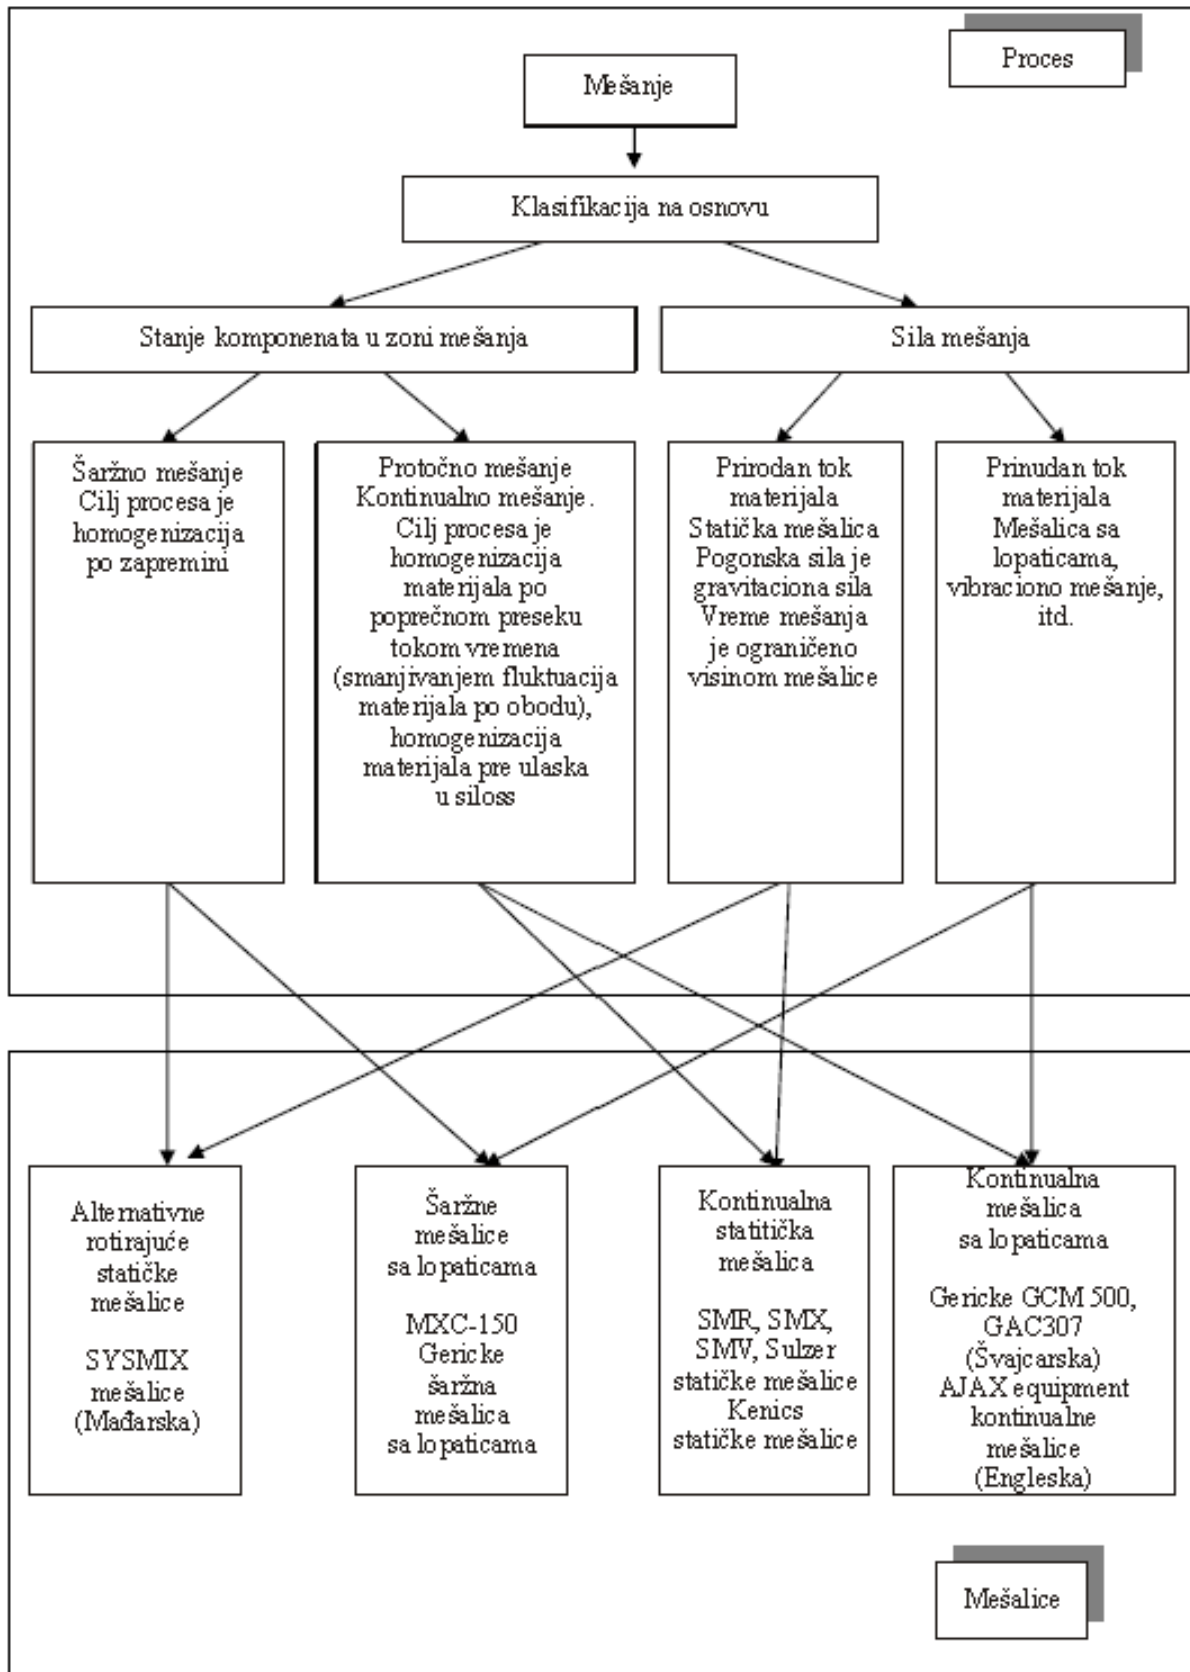 Proces
Mešanje
Klasifikacija na osnovu
Stanje komponenata u zoni mešanja
Sila mešanja
Šaržno mešanje
Cilj procesa je
homogenizacija
po zapremini
Protočno mešanje
Kontinualno mešanje.
Cilj procesa je
homogenizacija
materijala po
poprečnom preseku
tokom vremena
(smanjivanjem fluktuacija
materijala po obodu),
homogenizacija
materijala pre ulaska
u siloss
Prirodan tok
materijala
Statička mešalica
Pogonska sila je
gravitaciona sila
Vreme mešanja
je ograničeno
visinom mešalice
Prinudan tok
materijala
Mešalica sa
lopaticama,
vibraciono mešanje,
itd.
Alternativne
rotirajuće
statičke
mešalice
SYSMIX
mešalice
(Mađarska)
Šaržne
mešalice
sa lopaticama
MXC-150
Gericke
šaržna
mešalica
sa lopaticama
Kontinualna
statitička
mešalica
SMR, SMX,
SMV, Sulzer
statičke mešalice
Kenics
statičke mešalice
Kontinualna
mešalica
sa lopaticama
Gericke GCM 500,
GAC307
(Švajcarska)
AJAX equipment
kontinualne
mešalice
(Engleska)
Mešalice